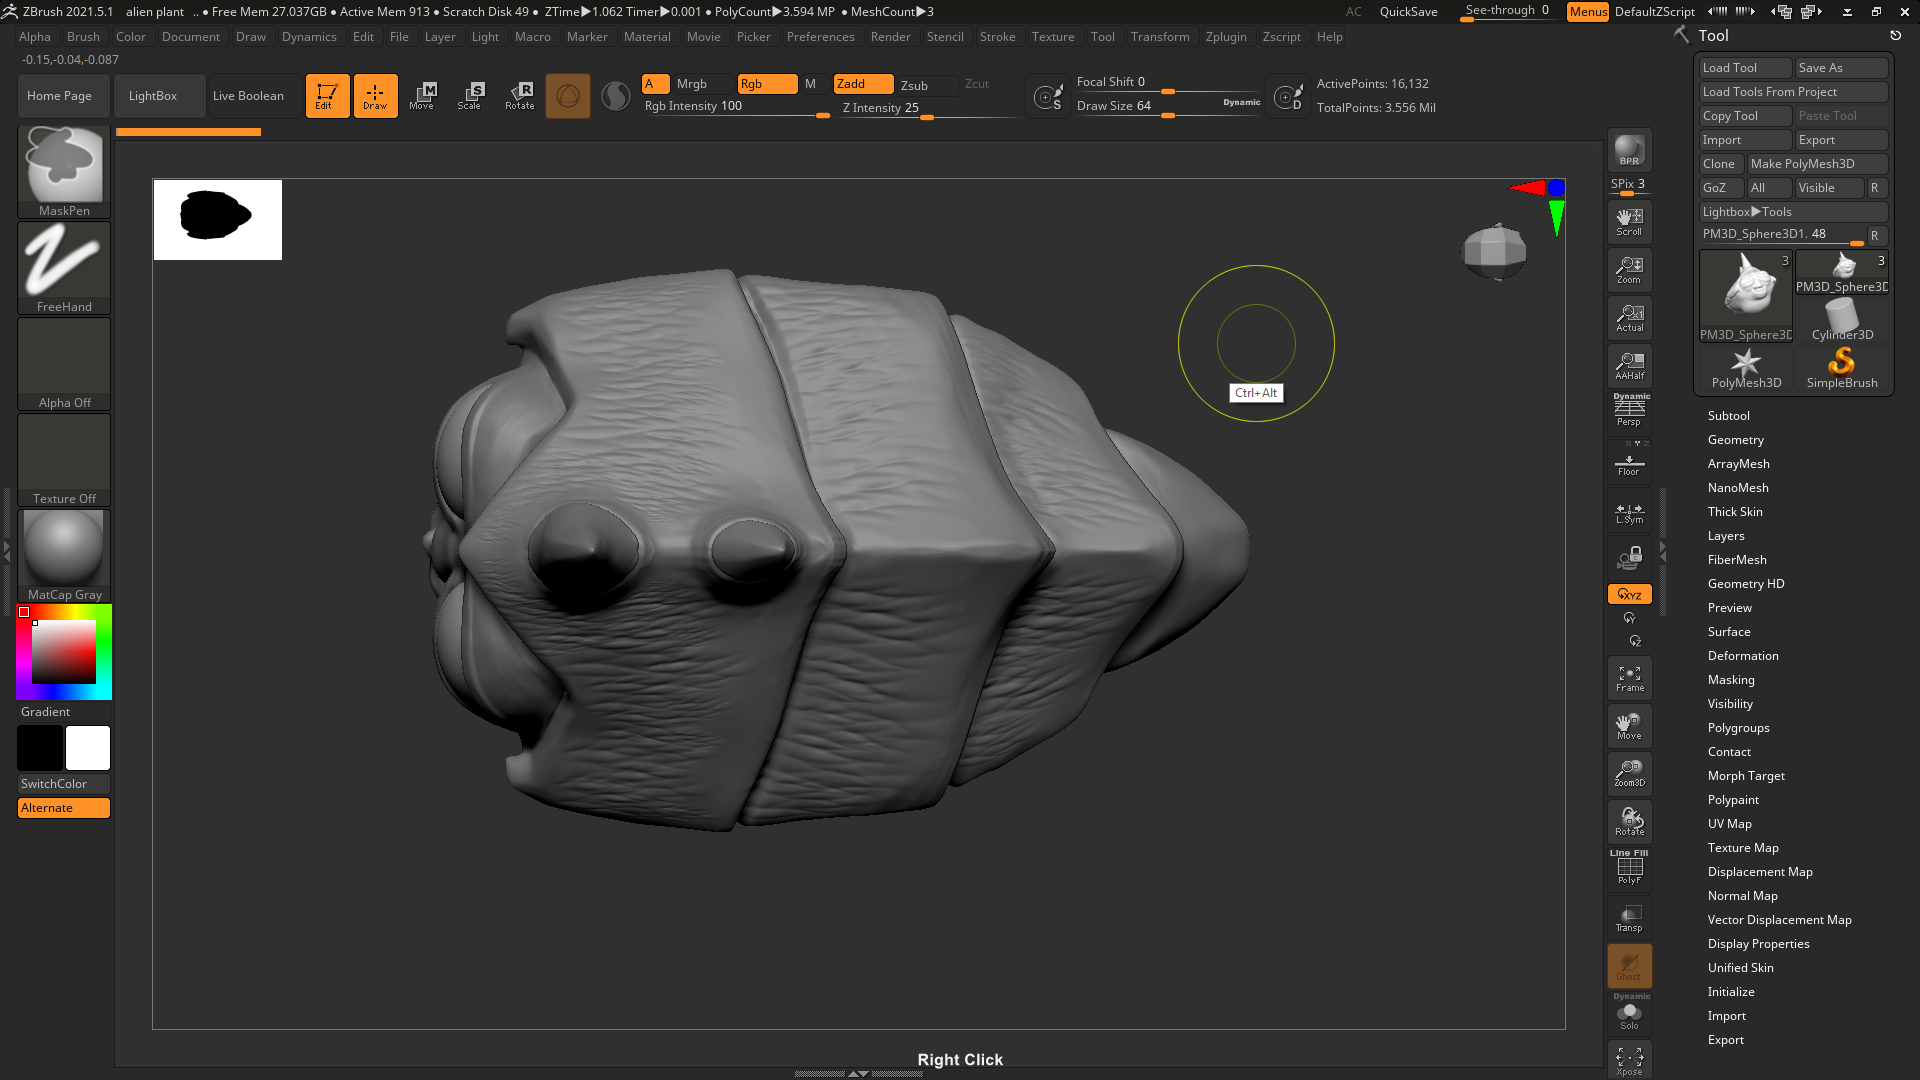 ZBrush 2021.5.1 alien plant .. ● Free Mem 27.037GB ● Active Mem 913 ● Scratch Disk 49 ● ZTime▶1.062 Timer▶0.001 ● PolyCount▶3.594 MP ● MeshCount▶3 AC QuickSave See-through 0 Menus DefaultZScript
Alpha Brush Color Document Draw Dynamics Edit File Layer Light Macro Marker Material Movie Picker Preferences Render Stencil Stroke Texture Tool Transform Zplugin Zscript Help
-0.15,-0.04,-0.087
Home Page LightBox Live Boolean Edit Draw Move Scale Rotate
A Mrgb Rgb M Zadd Zsub Zcut
Rgb Intensity 100 Z Intensity 25
S Focal Shift 0
Draw Size 64 Dynamic
D ActivePoints: 16,132
TotalPoints: 3.556 Mil
MaskPen
FreeHand
Alpha Off
Texture Off
MatCap Gray
Gradient
SwitchColor
Alternate
Ctrl+Alt
Right Click
BPR
SPix 3
Scroll
Zoom
Actual
AAHalf
Dynamic
Persp
Floor
L.Sym
XYZ
Y
Z
Frame
Move
Zoom3D
Rotate
Line Fill
PolyF
Transp
Ghost
Dynamic
Solo
Xpose
Tool
Load Tool Save As
Load Tools From Project
Copy Tool Paste Tool
Import Export
Clone Make PolyMesh3D
GoZ All Visible R
Lightbox▶Tools
PM3D_Sphere3D1. 48 R
3 3
PM3D_Sphere3D
PM3D_Sphere3D Cylinder3D
PolyMesh3D SimpleBrush
Subtool
Geometry
ArrayMesh
NanoMesh
Thick Skin
Layers
FiberMesh
Geometry HD
Preview
Surface
Deformation
Masking
Visibility
Polygroups
Contact
Morph Target
Polypaint
UV Map
Texture Map
Displacement Map
Normal Map
Vector Displacement Map
Display Properties
Unified Skin
Initialize
Import
Export